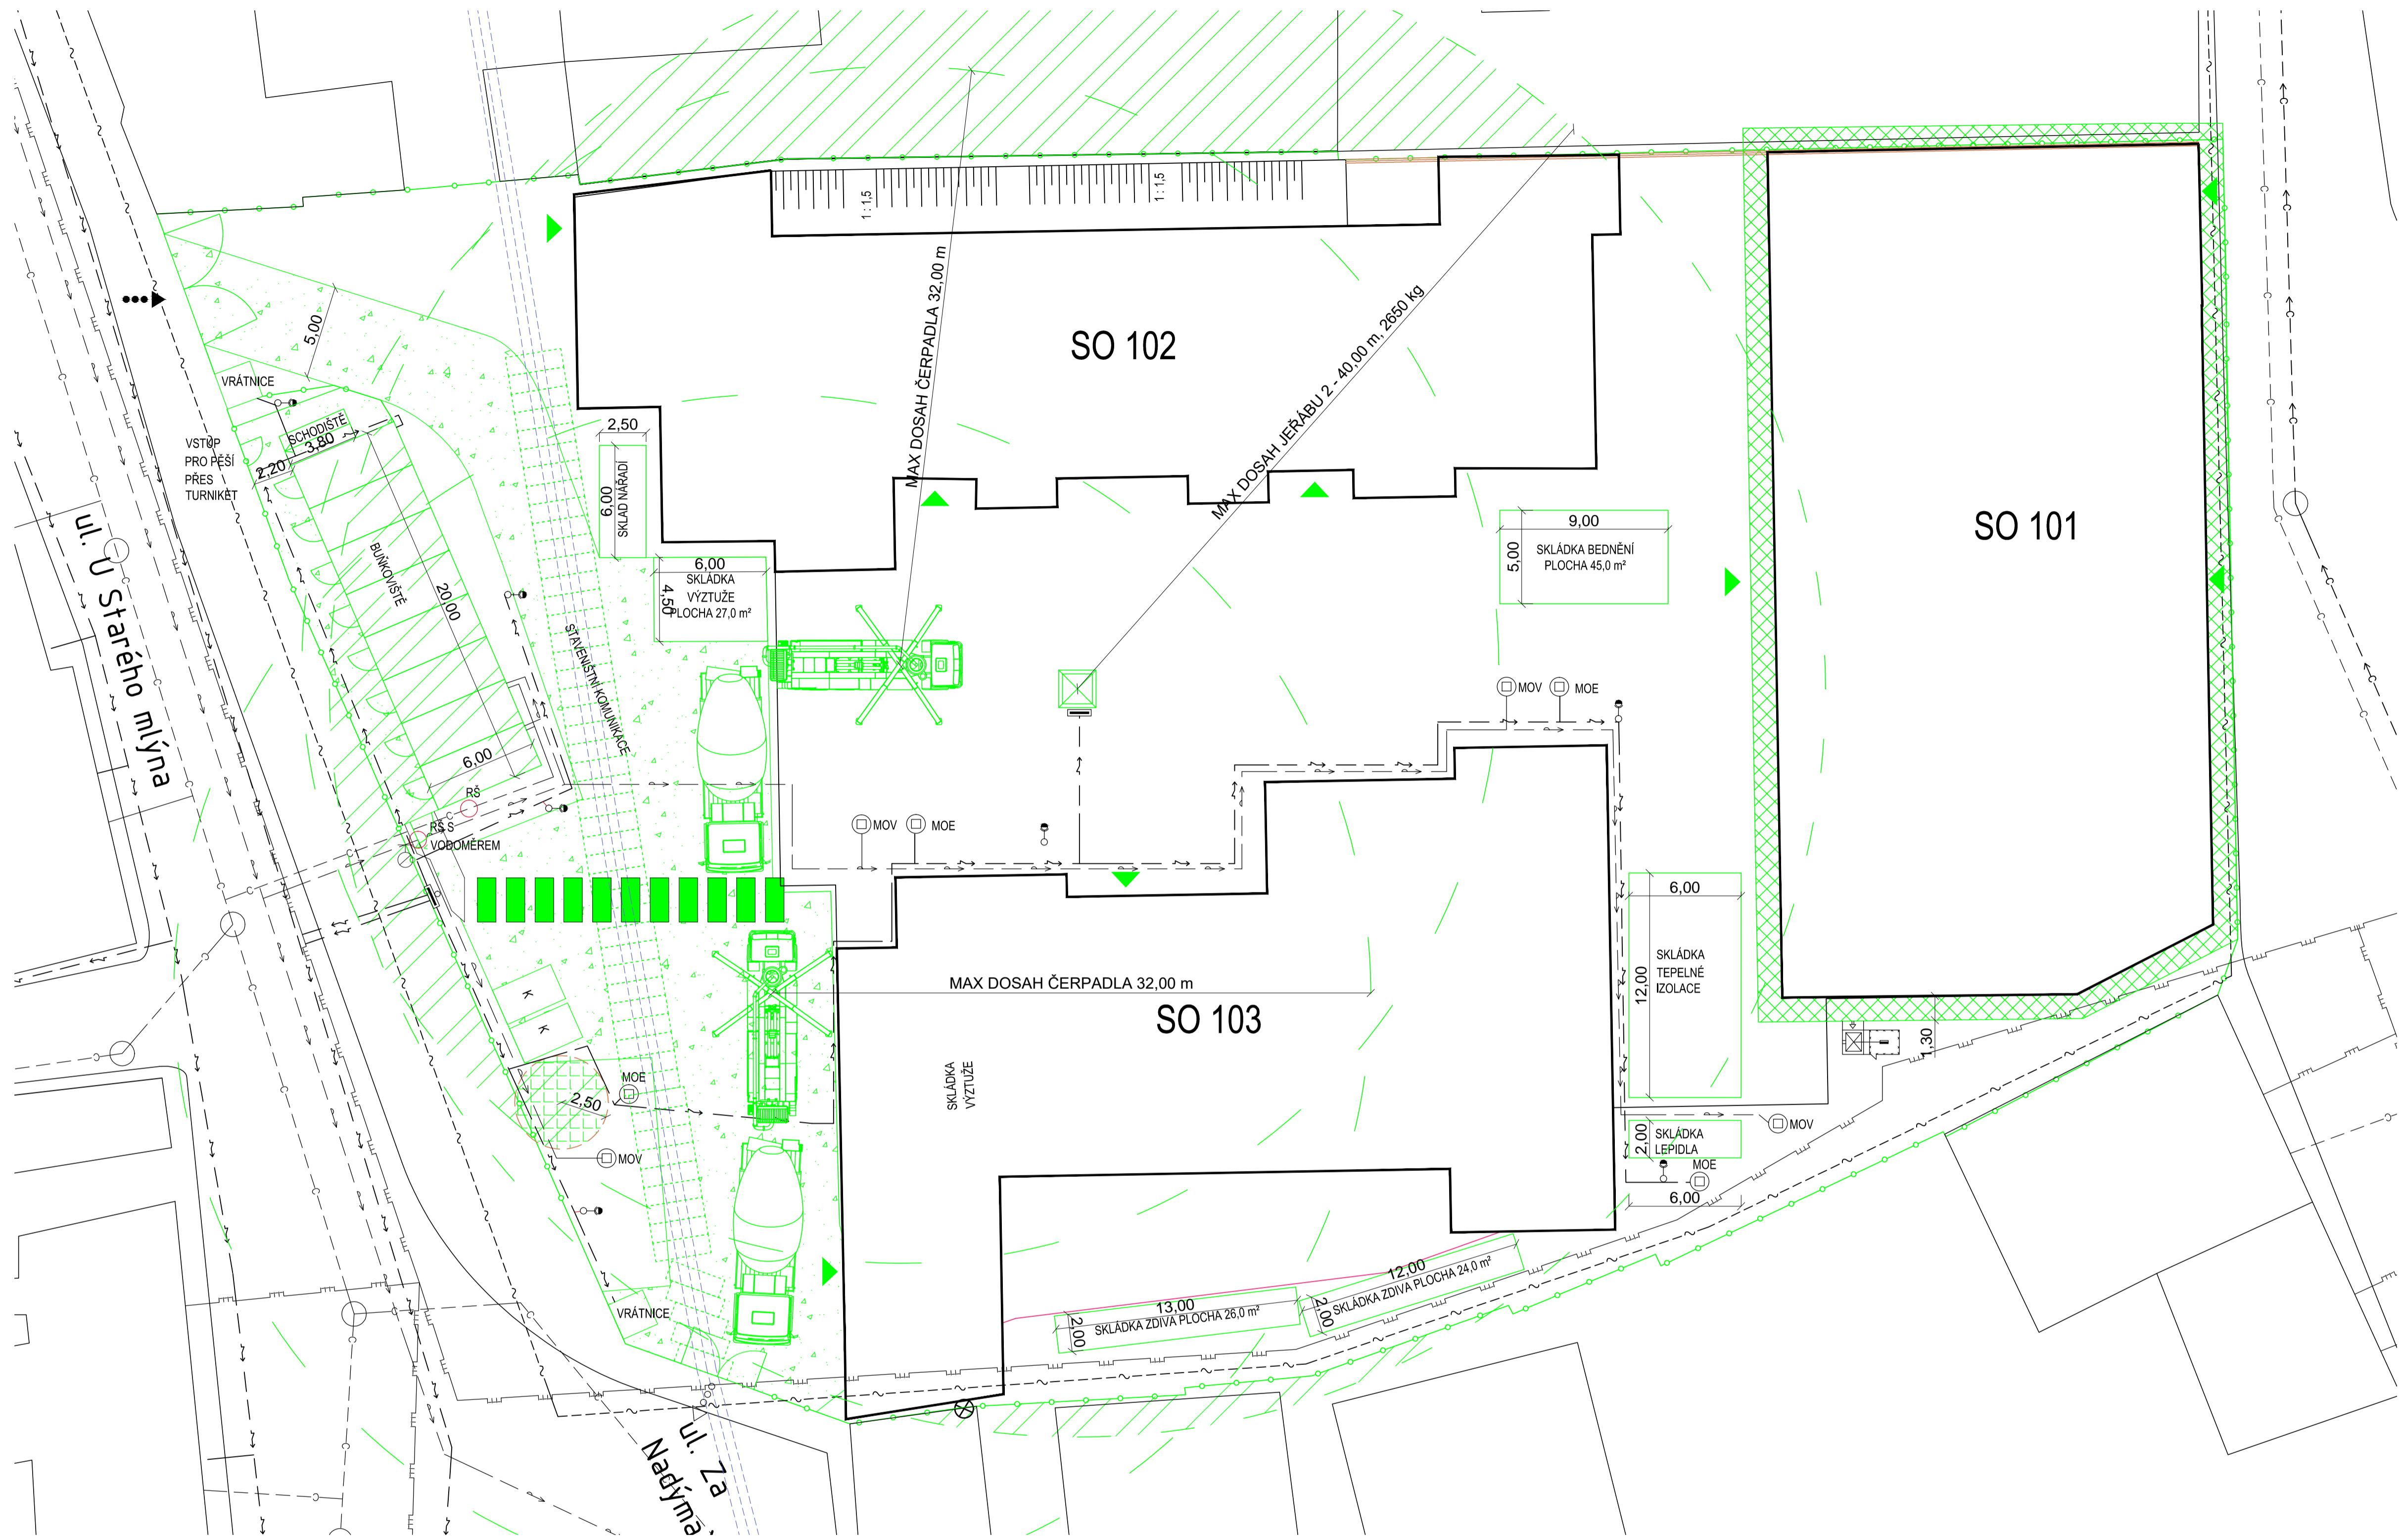 1 : 1,5
1 : 1,5
MAX DOSAH ČERPADLA 32,00 m
MAX DOSAH JEŘÁBU 2 - 40,00 m, 2650 kg
SO 102
SO 101
5,00
VRÁTNICE
SCHODIŠTĚ
3,80
2,20
VSTUP
PRO PĚŠÍ
PŘES
TURNIKET
ul. U Starého mlýna
BUŇKOVIŠTĚ
20,00
6,00
2,50
6,00
SKLAD NÁŘADÍ
6,00
4,50
SKLÁDKA
VÝZTUŽE
PLOCHA 27,0 m²
STAVENIŠTNÍ KOMUNIKACE
9,00
5,00
SKLÁDKA BEDNĚNÍ
PLOCHA 45,0 m²
MOV
MOE
RŠ
RŠ S
VODOMĚREM
MOV
MOE
6,00
12,00
SKLÁDKA
TEPELNÉ
IZOLACE
MAX DOSAH ČERPADLA 32,00 m
SO 103
SKLÁDKA
VÝZTUŽE
K
K
1,30
MOE
2,50
MOV
MOV
2,00
SKLÁDKA
LEPIDLA
MOE
6,00
VRÁTNICE
13,00
2,00
SKLÁDKA ZDIVA PLOCHA 26,0 m²
12,00
2,00
SKLÁDKA ZDIVA PLOCHA 24,0 m²
ul. Za